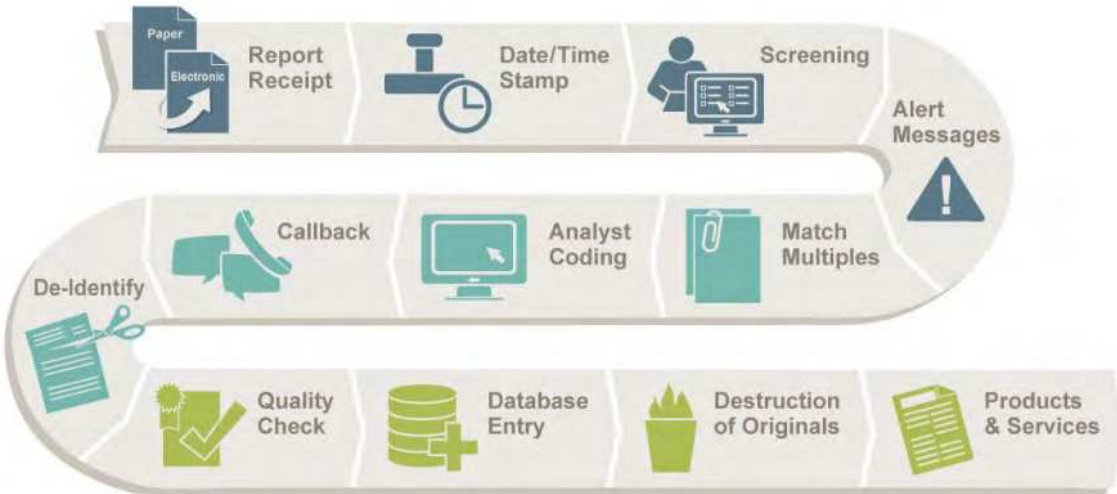 Paper
Electronic
Report
Receipt
Date/Time
Stamp
Screening
Alert
Messages
Match
Multiples
Analyst
Coding
Callback
De-Identify
Quality
Check
Database
Entry
Destruction
of Originals
Products
& Services